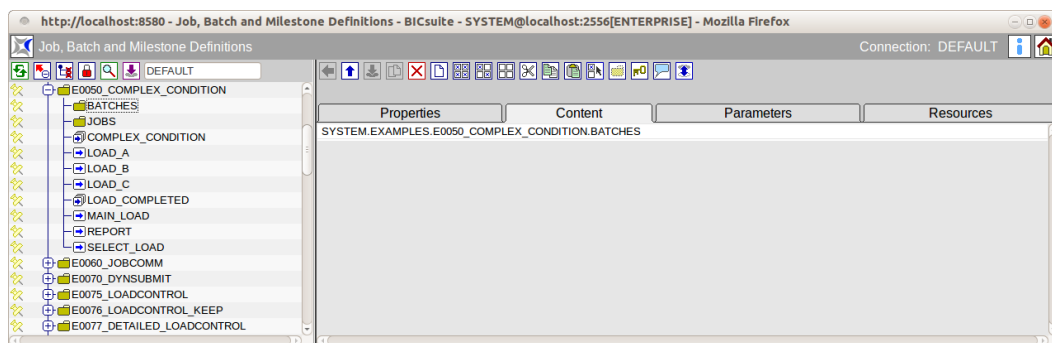 http://localhost:8580 - Job, Batch and Milestone Definitions - BICsuite - SYSTEM@localhost:2556[ENTERPRISE] - Mozilla Firefox
Job, Batch and Milestone Definitions
Connection: DEFAULT
DEFAULT
E0050_COMPLEX_CONDITION
BATCHES
JOBS
COMPLEX_CONDITION
LOAD_A
LOAD_B
LOAD_C
LOAD_COMPLETED
MAIN_LOAD
REPORT
SELECT_LOAD
E0060_JOBCOMM
E0070_DYNSUBMIT
E0075_LOADCONTROL
E0076_LOADCONTROL_KEEP
E0077_DETAILED_LOADCONTROL
Properties
Content
Parameters
Resources
SYSTEM.EXAMPLES.E0050_COMPLEX_CONDITION.BATCHES